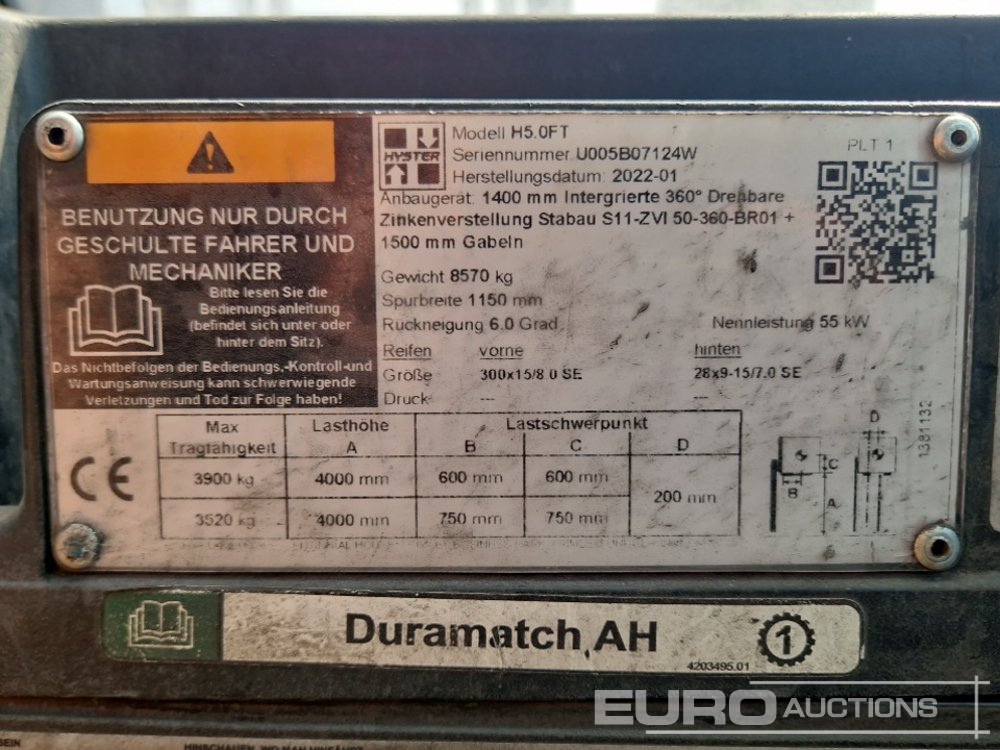 BENUTZUNG NUR DURCH
GESCHULTE FAHRER UND
MECHANIKER
Bitte lesen Sie die
Bedienungsanleitung
(befindet sich unter oder
hinter dem Sitz).
Das Nichtbefolgen der Bedienungs,-Kontroll-und
Wartungsanweisung kann schwerwiegende
Verletzungen und Tod zur Folge haben!
HYSTER
Modell H5.0FT
Seriennummer U005B07124W
Herstellungsdatum: 2022-01
PLT 1
Anbaugerät: 1400 mm Intergrierte 360° Drehbare
Zinkenverstellung Stabau S11-ZVI 50-360-BR01 +
1500 mm Gabeln
Gewicht 8570 kg
Spurbreite 1150 mm
Rückneigung 6.0 Grad Nennleistung 55 kW
Reifen vorne hinten
Größe 300x15/8.0 SE 28x9-15/7.0 SE
Druck --- ---
Max Tragfähigkeit Lasthöhe A Lastschwerpunkt B C D
3900 kg 4000 mm 600 mm 600 mm 200 mm
3520 kg 4000 mm 750 mm 750 mm
CE
D
C
B
A
1381132
Duramatch AH 1
4203495.01
EURO AUCTIONS